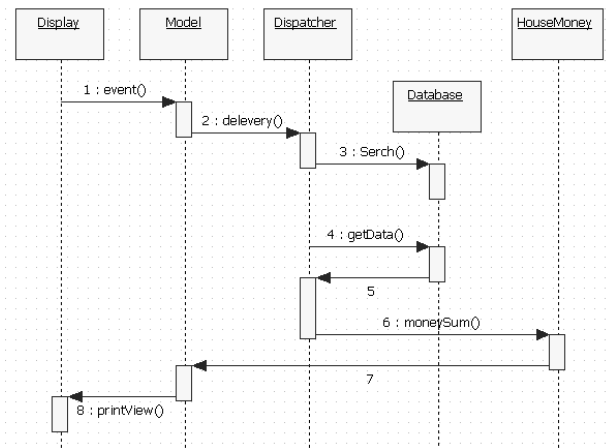 Display
Model
Dispatcher
HouseMoney
Database
1 : event()
2 : delevery()
3 : Serch()
4 : getData()
5
6 : moneySum()
7
8 : printView()